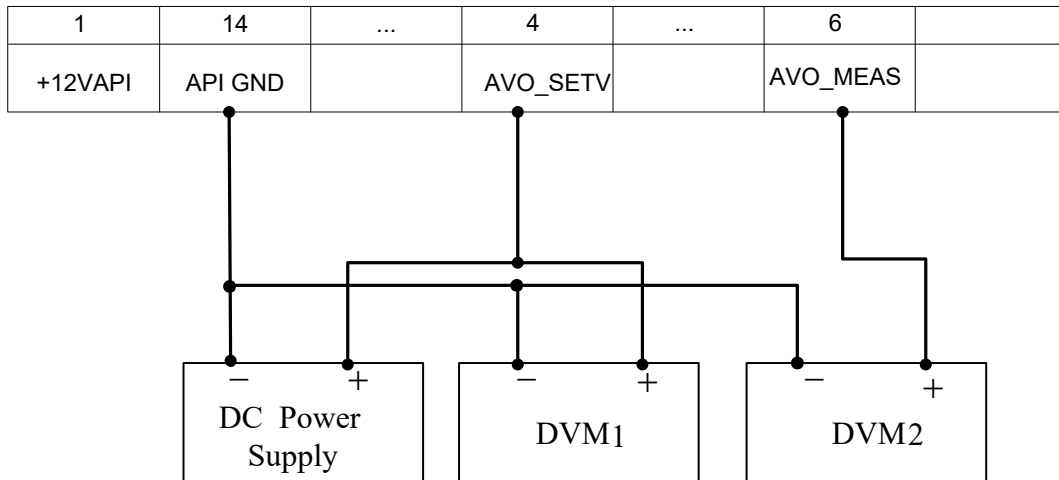 1 14 ... 4 ... 6
+12VAPI API GND AVO_SETV AVO_MEAS
− + − + − +
DC Power DVM1 DVM2
Supply